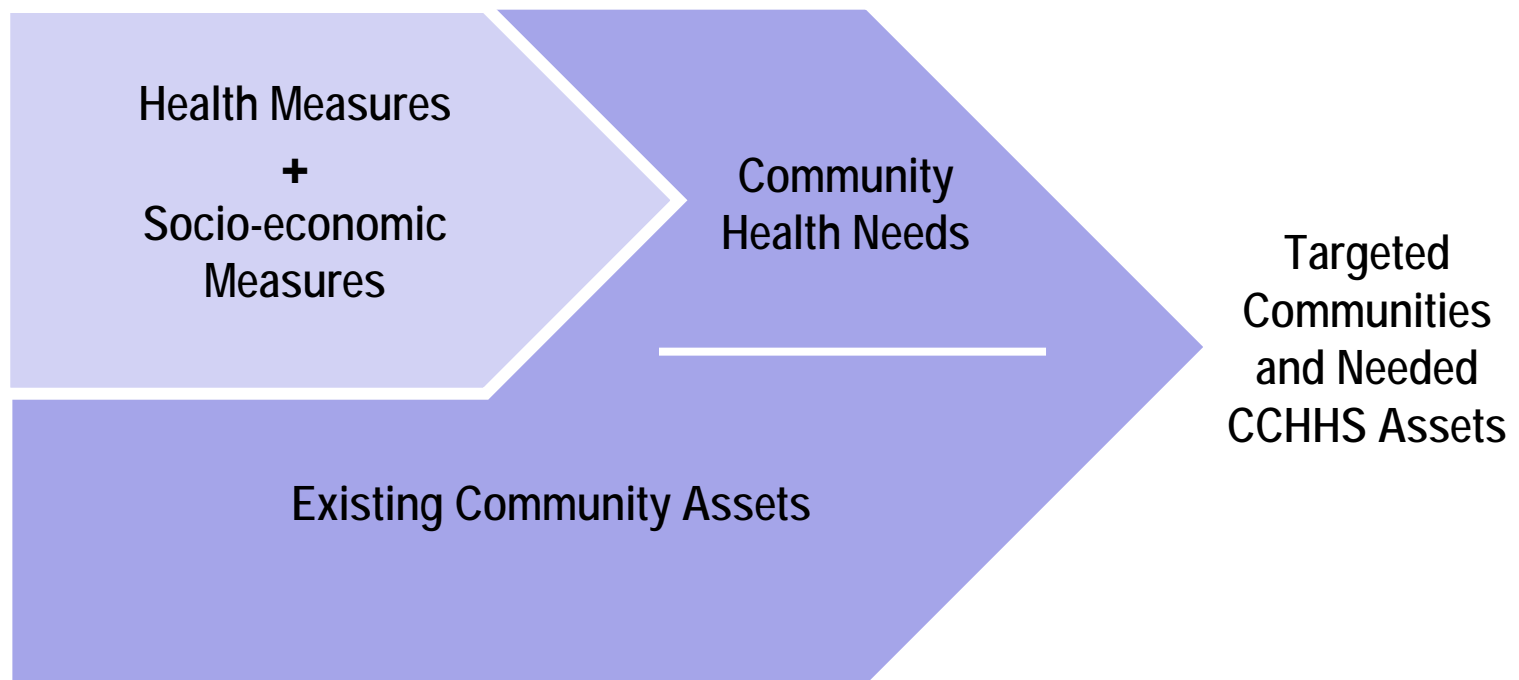 Health Measures
+
Socio-economic
Measures
Community
Health Needs
Existing Community Assets
Targeted
Communities
and Needed
CCHHS Assets